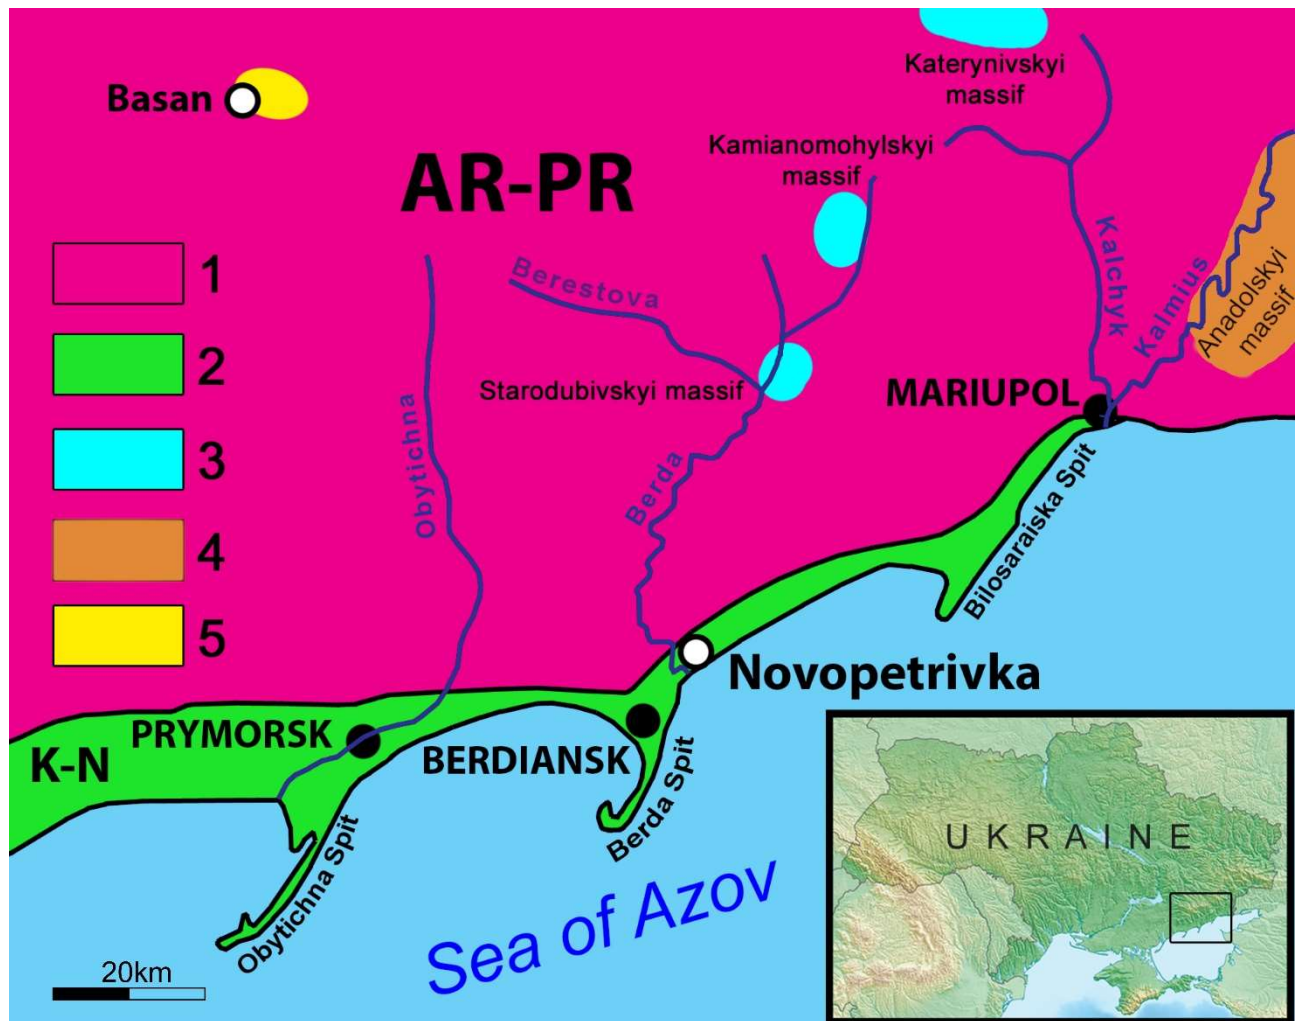 Katerynivskyi
massif
Basan
Kamianomohylskyi
massif
AR-PR
1
2
3
4
5
Berestova
Kalchyk
Kalmius
Anadolskyi
massif
Starodubivskyi massif
MARIUPOL
Obytichna
Berda
Bilosaraiska Spit
Novopetrivka
K-N
PRYMORSK
BERDIANSK
Berda Spit
Obytichna Spit
Sea of Azov
20km
UKRAINE